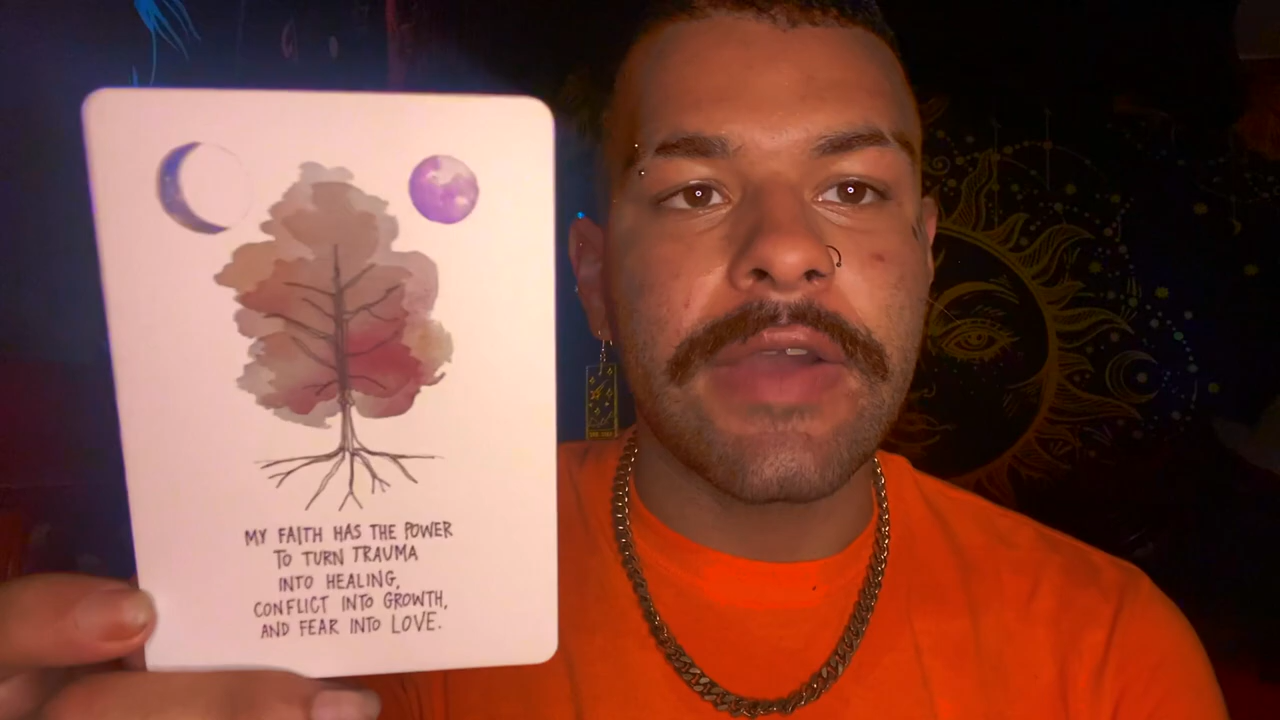 MY FAITH HAS THE POWER
TO TURN TRAUMA
INTO HEALING,
CONFLICT INTO GROWTH,
AND FEAR INTO LOVE.